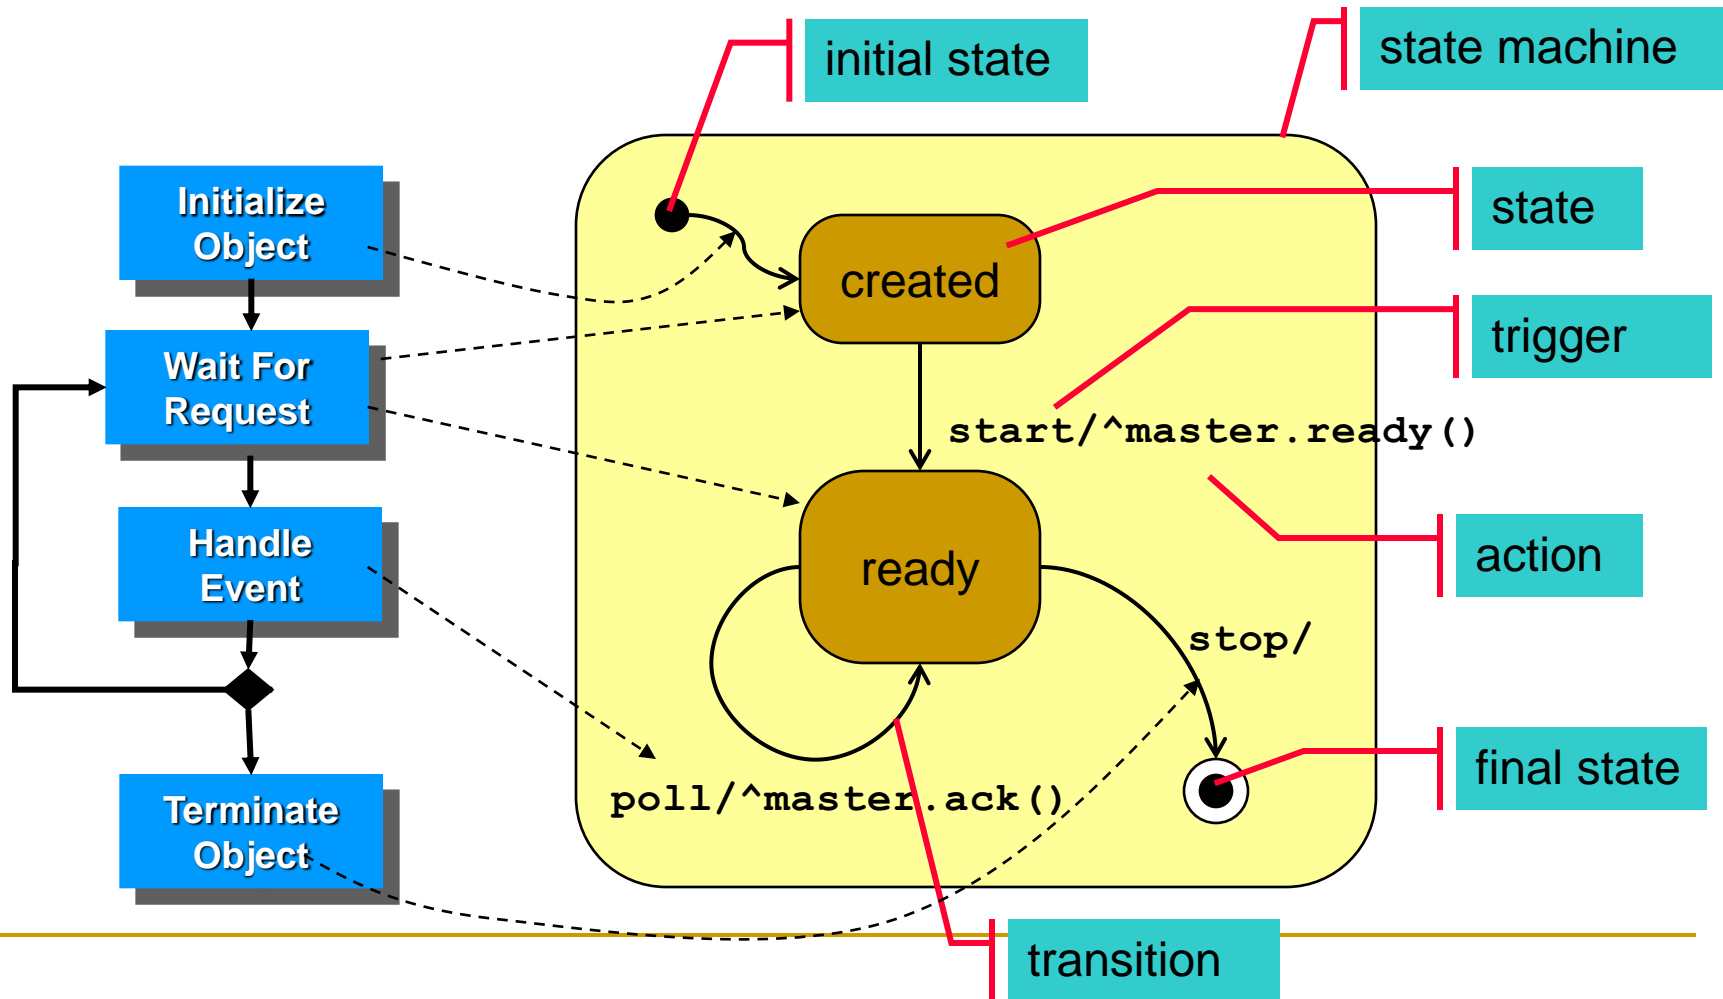 initial state
state machine
Initialize
Object
state
created
trigger
Wait For
Request
start/^master.ready()
Handle
Event
action
ready
stop/
final state
poll/^master.ack()
Terminate
Object
transition